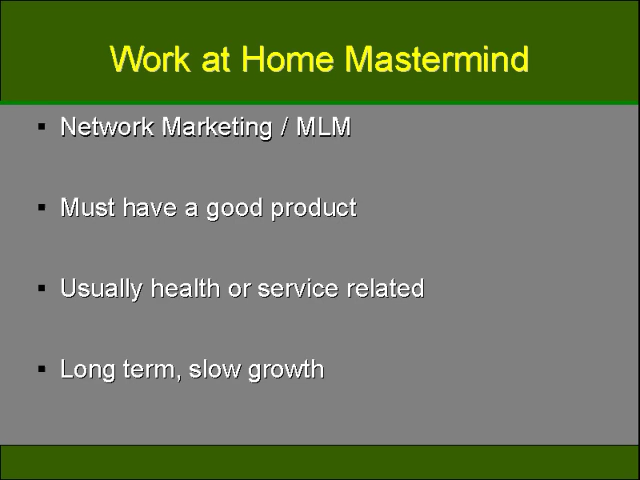 Work at Home Mastermind
▪ Network Marketing / MLM
▪ Must have a good product
▪ Usually health or service related
▪ Long term, slow growth